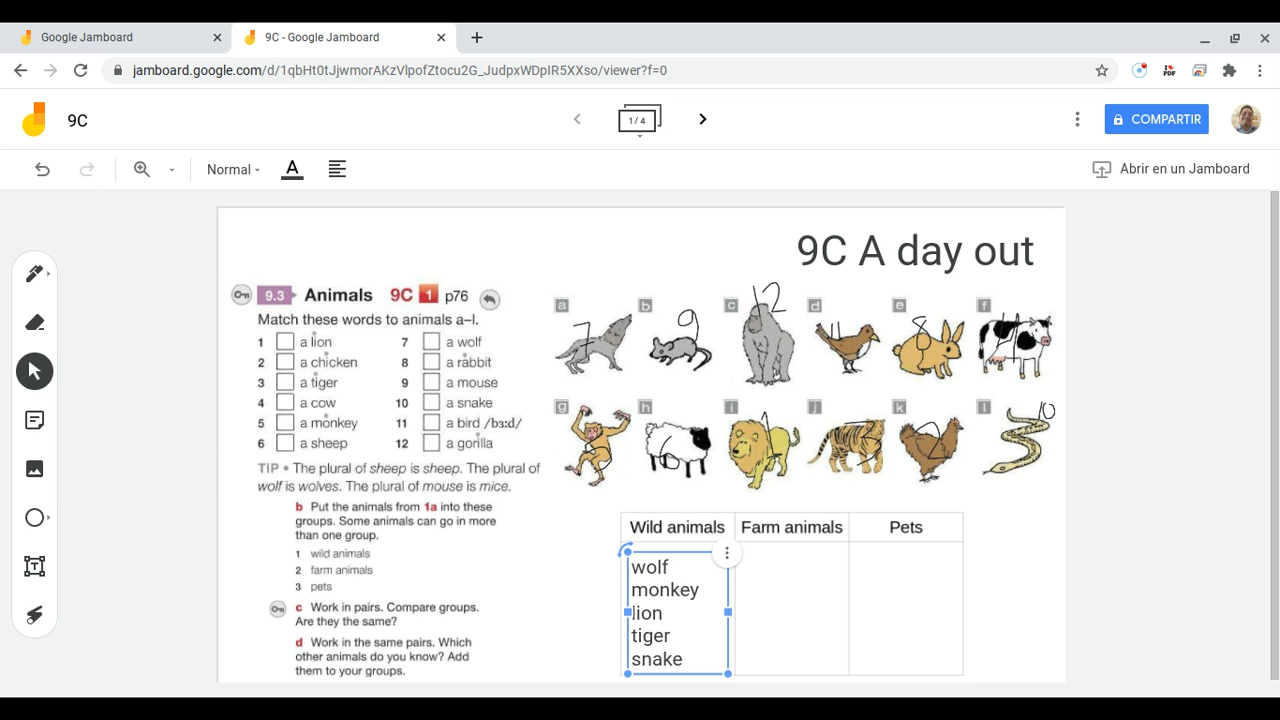 Google Jamboard
9C - Google Jamboard
jamboard.google.com/d/1qbHt0tJjwmorAKzVlpofZtocu2G_JudpxWDpIR5XXso/viewer?f=0
9C
1 / 4
COMPARTIR
Normal
A
Abrir en un Jamboard
9C A day out
9.3 Animals 9C 1 p76
Match these words to animals a–l.
1 a lion
2 a chicken
3 a tiger
4 a cow
5 a monkey
6 a sheep
7 a wolf
8 a rabbit
9 a mouse
10 a snake
11 a bird /bɜːd/
12 a gorilla
TIP • The plural of sheep is sheep. The plural of
wolf is wolves. The plural of mouse is mice.
b Put the animals from 1a into these
groups. Some animals can go in more
than one group.
1 wild animals
2 farm animals
3 pets
c Work in pairs. Compare groups.
Are they the same?
d Work in the same pairs. Which
other animals do you know? Add
them to your groups.
a b c d e f
7 9 12 11 8 4
g h i j k l
5 6 1 3 2 10
Wild animals Farm animals Pets
wolf
monkey
lion
tiger
snake